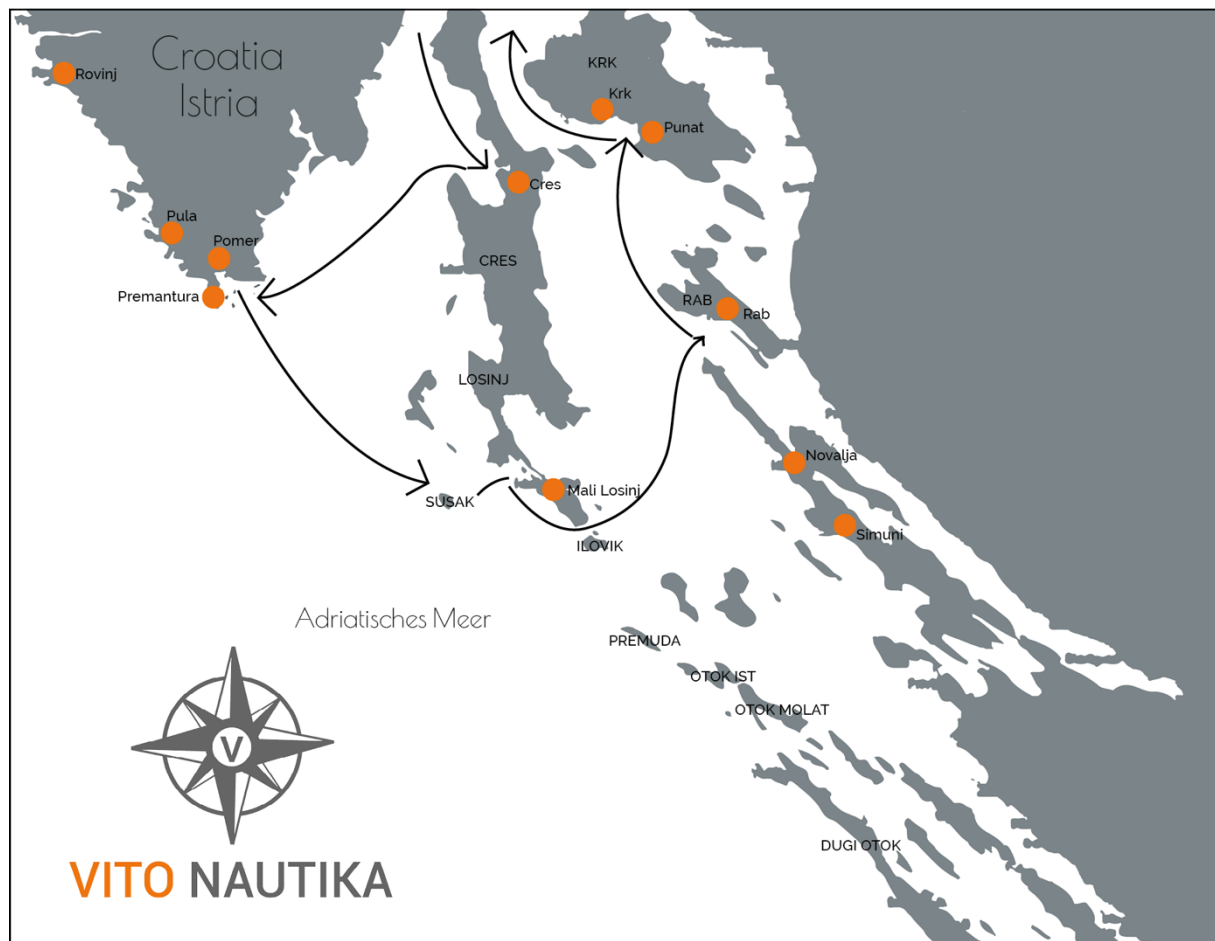 Croatia
Istria
Rovinj
KRK
Krk
Punat
Cres
Pula
Pomer
CRES
Premantura
RAB
Rab
LOSINJ
Novalja
Mali Losinj
SUSAK
Simuni
ILOVIK
Adriatisches Meer
PREMUDA
OTOK IST
OTOK MOLAT
V
DUGI OTOK
VITO NAUTIKA